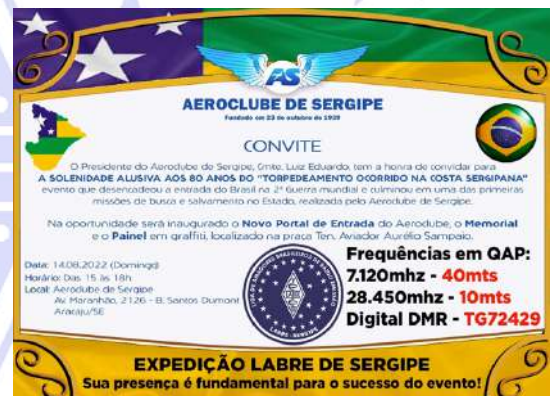 AS
AEROCLUBE DE SERGIPE
Fundado em 23 de outubro de 1939
CONVITE
O Presidente do Aeroclube de Sergipe, Cmte. Luiz Eduardo, tem a honra de convidar para
A SOLENIDADE ALUSIVA AOS 80 ANOS DO "TORPEDEAMENTO OCORRIDO NA COSTA SERGIPANA"
evento que desencadeou a entrada do Brasil na 2ª Guerra mundial e culminou em uma das primeiras
missões de busca e salvamento no Estado, realizada pelo Aeroclube de Sergipe.
Na oportunidade será inaugurado o Novo Portal de Entrada do Aeroclube, o Memorial
e o Painel em graffiti, localizado na praça Ten. Aviador Aurélio Sampaio.
Data: 14.08.2022 (Domingo)
Horário: Das 15 às 18h
Local: Aeroclube de Sergipe
Av. Maranhão, 2126 - B. Santos Dumont
Aracaju/SE
LABRE - SERGIPE
Frequências em QAP:
7.120mhz - 40mts
28.450mhz - 10mts
Digital DMR - TG72429
EXPEDIÇÃO LABRE DE SERGIPE
Sua presença é fundamental para o sucesso do evento!